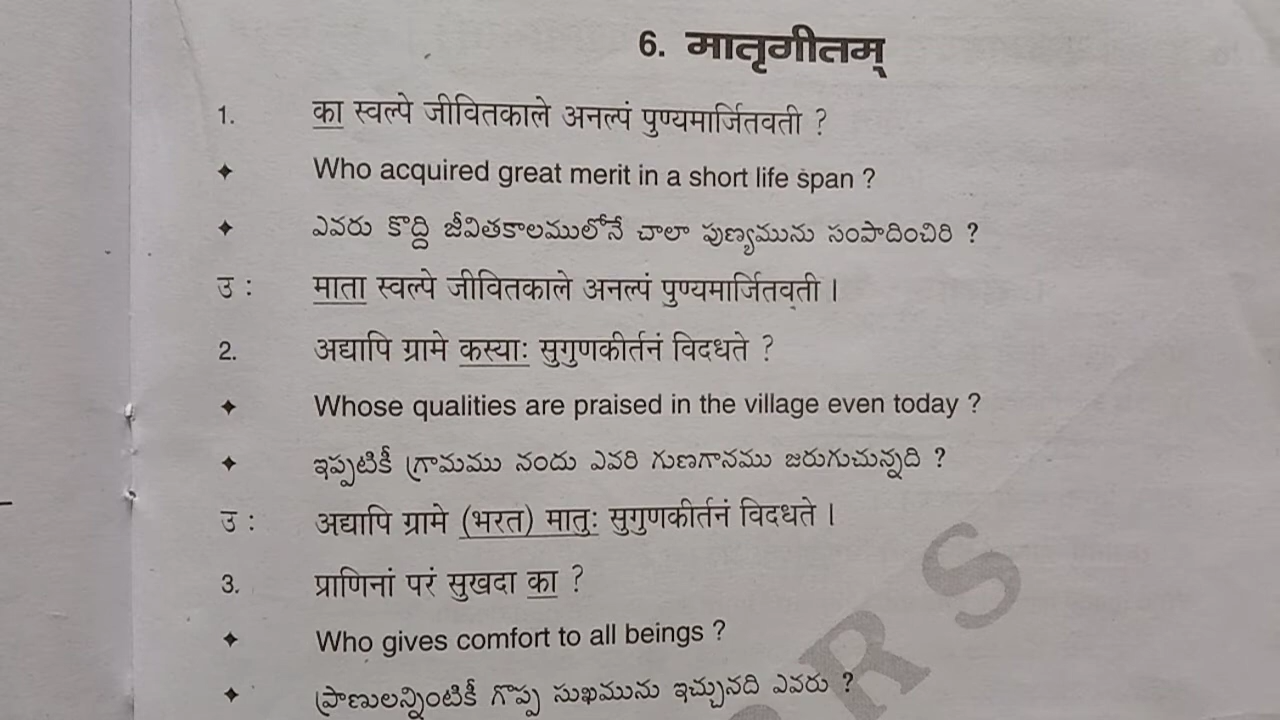 6. मातृगीतम्
1. का स्वल्पे जीवितकाले अनल्पं पुण्यमार्जितवती ?
✦ Who acquired great merit in a short life span ?
✦ ఎవరు కొద్ది జీవితకాలములోనే చాలా పుణ్యమును సంపాదించిరి ?
उ : माता स्वल्पे जीवितकाले अनल्पं पुण्यमार्जितवती ।
2. अद्यापि ग्रामे कस्याः सुगुणकीर्तनं विदधते ?
✦ Whose qualities are praised in the village even today ?
✦ ఇప్పటికీ గ్రామము నందు ఎవరి గుణగానము జరుగుచున్నది ?
उ : अद्यापि ग्रामे (भरत) मातुः सुगुणकीर्तनं विदधते ।
3. प्राणिनां परं सुखदा का ?
✦ Who gives comfort to all beings ?
✦ ప్రాణులన్నింటికీ గొప్ప సుఖమును ఇచ్చునది ఎవరు ?
RS